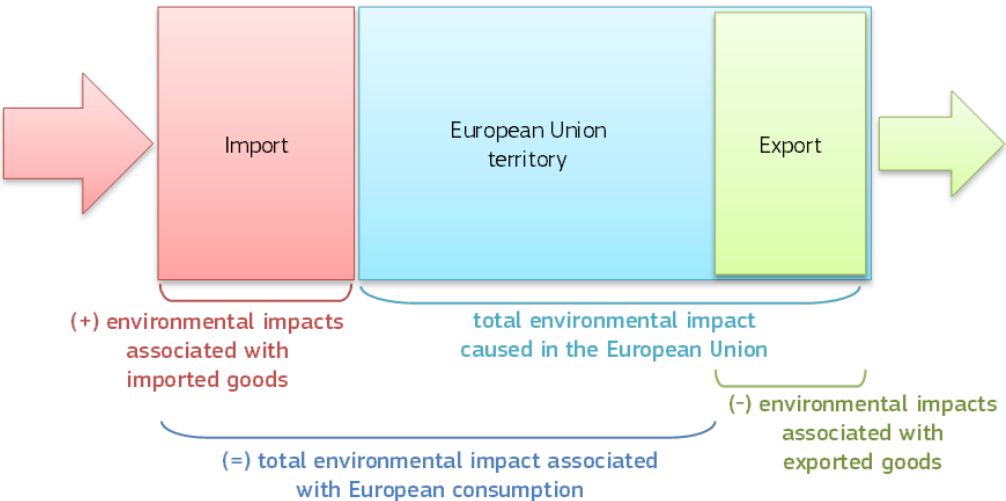 Import
European Union
territory
Export
(+) environmental impacts
associated with
imported goods
total environmental impact
caused in the European Union
(−) environmental impacts
associated with
exported goods
(=) total environmental impact associated
with European consumption